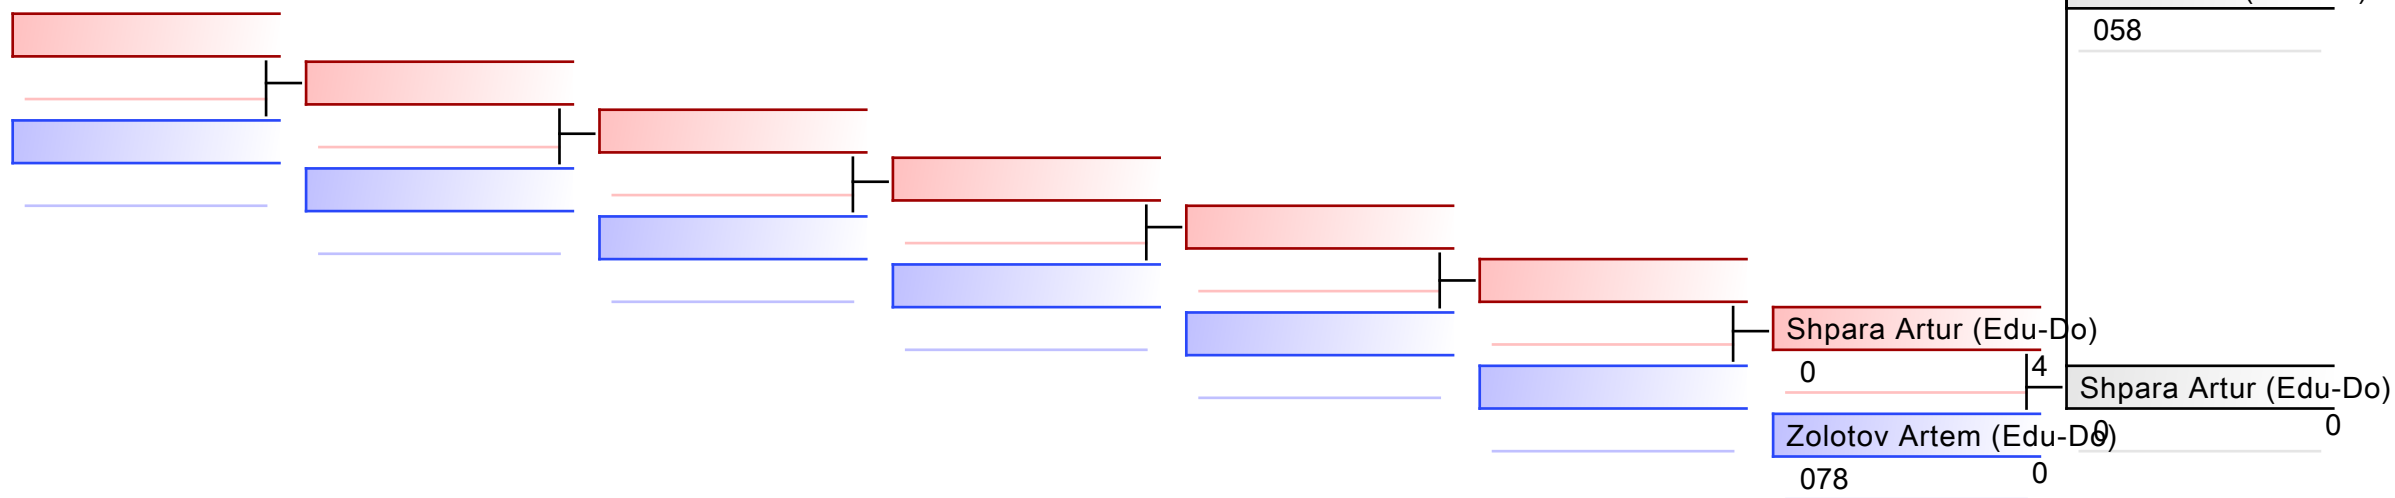 058
Shpara Artur (Edu-Do)
0 4
Shpara Artur (Edu-Do)
0 0
Zolotov Artem (Edu-Do)
078 0